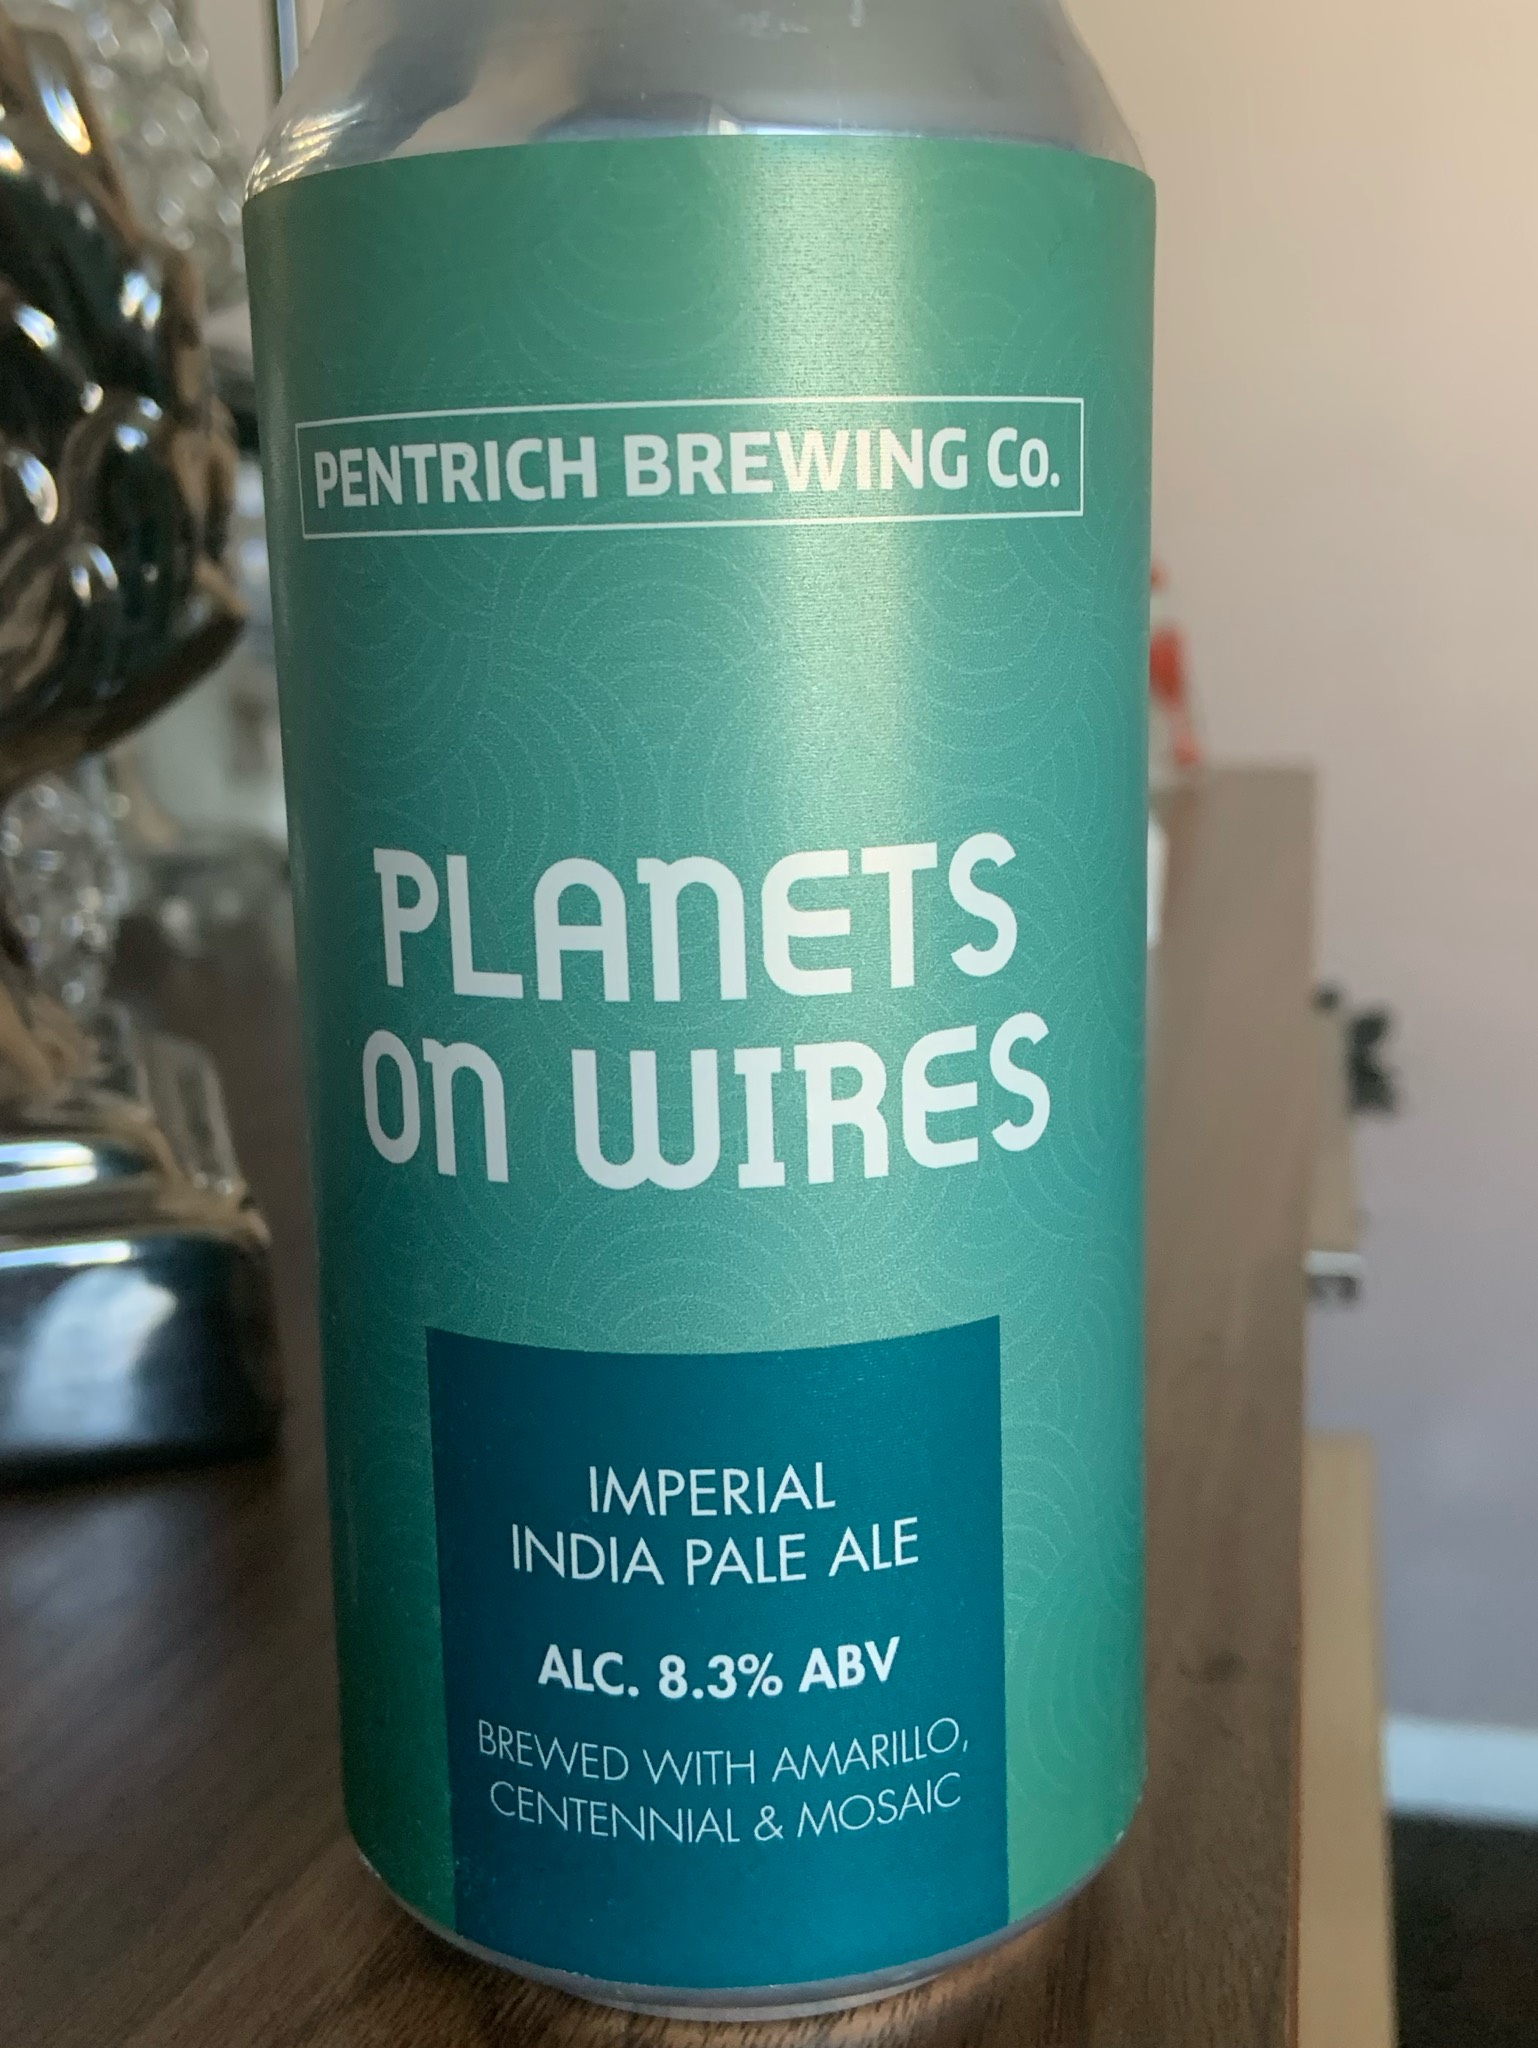 PENTRICH BREWING Co.
PLANETS
ON WIRES
IMPERIAL
INDIA PALE ALE
ALC. 8.3% ABV
BREWED WITH AMARILLO,
CENTENNIAL & MOSAIC